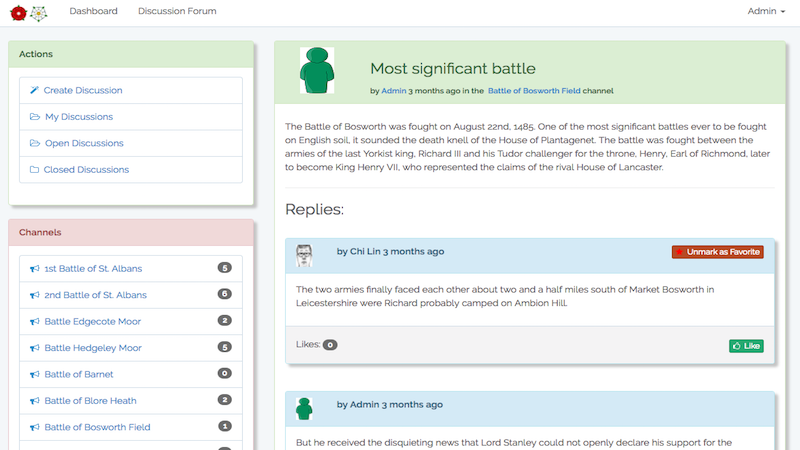 Dashboard Discussion Forum Admin
Actions
Create Discussion
My Discussions
Open Discussions
Closed Discussions
Channels
1st Battle of St. Albans 5
2nd Battle of St. Albans 6
Battle Edgecote Moor 2
Battle Hedgeley Moor 5
Battle of Barnet 0
Battle of Blore Heath 2
Battle of Bosworth Field 1
Most significant battle
by Admin 3 months ago in the Battle of Bosworth Field channel
The Battle of Bosworth was fought on August 22nd, 1485. One of the most significant battles ever to be fought
on English soil, it sounded the death knell of the House of Plantagenet. The battle was fought between the
armies of the last Yorkist king, Richard III and his Tudor challenger for the throne, Henry, Earl of Richmond, later
to become King Henry VII, who represented the claims of the rival House of Lancaster.
Replies:
by Chi Lin 3 months ago
Unmark as Favorite
The two armies finally faced each other about two and a half miles south of Market Bosworth in
Leicestershire were Richard probably camped on Ambion Hill.
Likes: 0
Like
by Admin 3 months ago
But he received the disquieting news that Lord Stanley could not openly declare his support for the